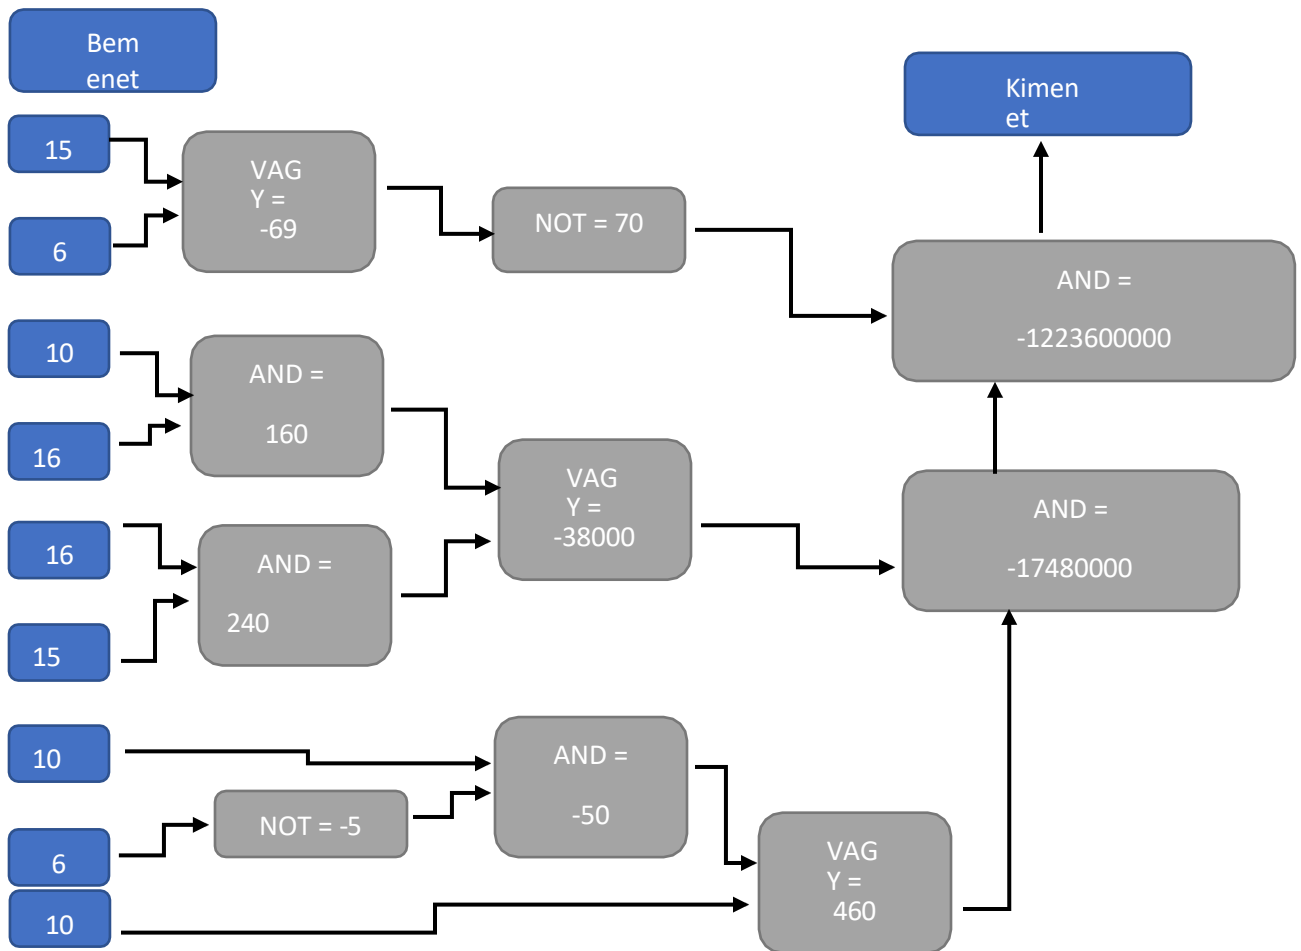 Bem
enet
Kimen
et
15
6
VAG
Y =
-69
NOT = 70
AND =
-1223600000
10
16
AND =
160
VAG
Y =
-38000
AND =
-17480000
16
15
AND =
240
10
6
10
NOT = -5
AND =
-50
VAG
Y =
460